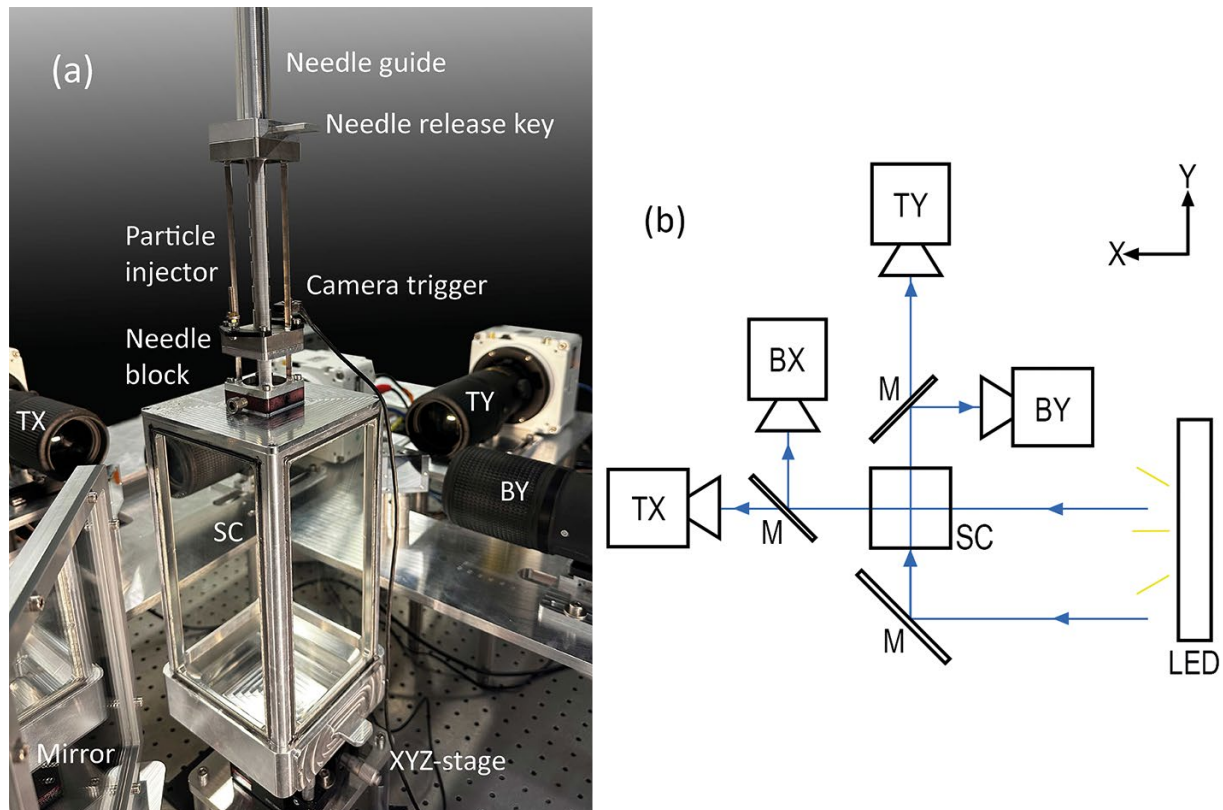 (a)
Needle guide
Needle release key
Particle
injector
Camera trigger
Needle
block
TX
TY
BY
SC
Mirror
XYZ-stage
(b)
TY
Y
X
BX
M
BY
TX
M
SC
M
LED